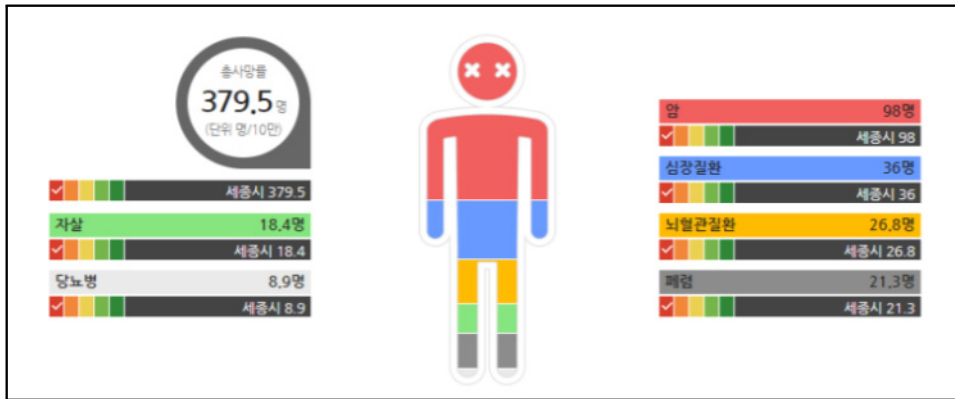 총사망률
379.5 명
(단위 명/10만)
세종시 379.5
자살 18.4명
세종시 18.4
당뇨병 8.9명
세종시 8.9
암 98명
세종시 98
심장질환 36명
세종시 36
뇌혈관질환 26.8명
세종시 26.8
폐렴 21.3명
세종시 21.3